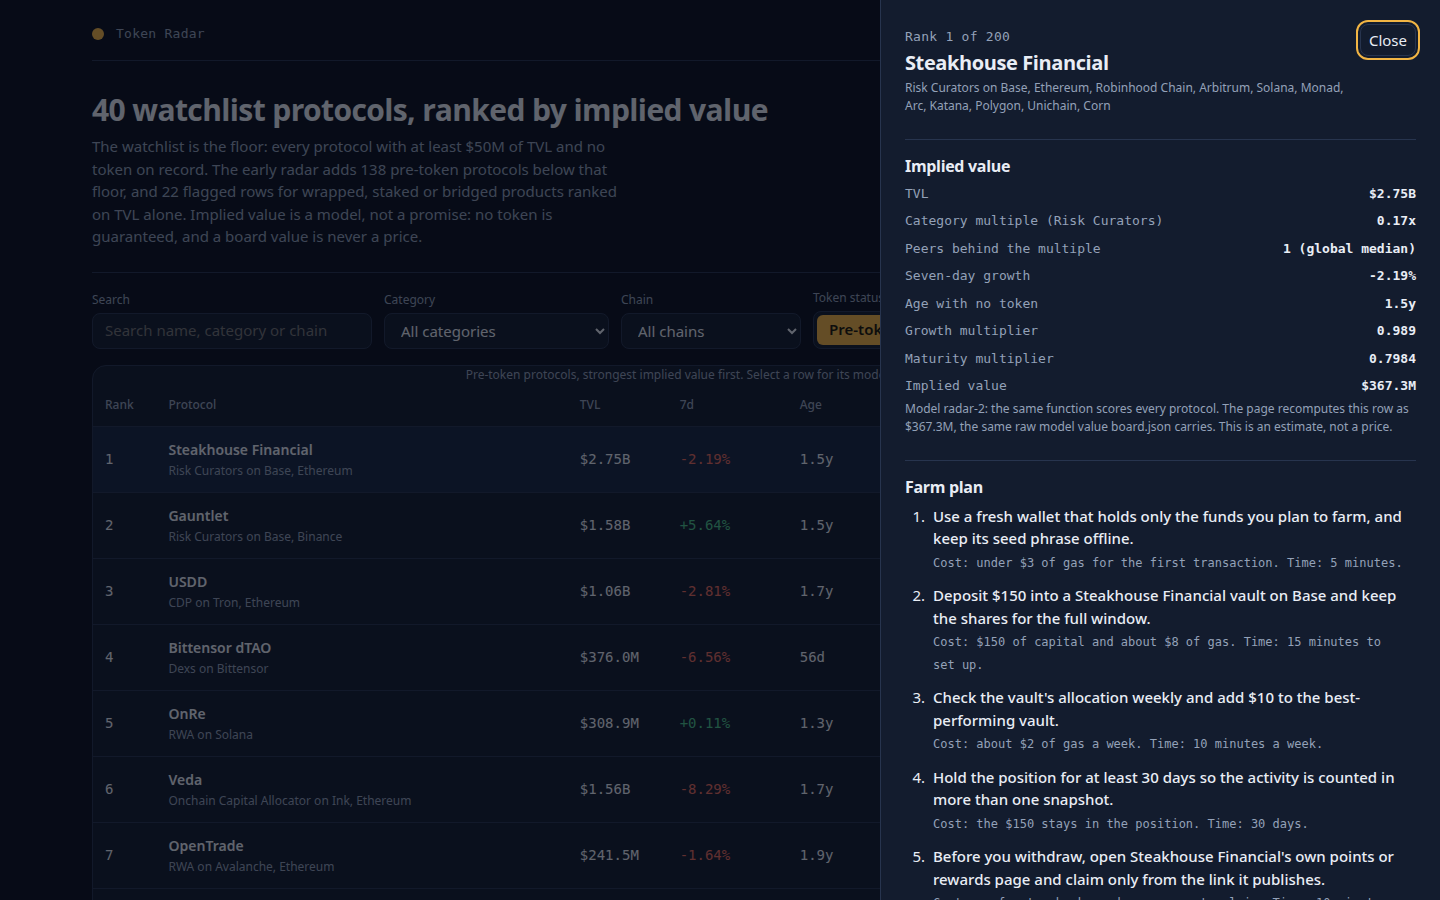 Token Radar
40 watchlist protocols, ranked by implied value
The watchlist is the floor: every protocol with at least $50M of TVL and no
token on record. The early radar adds 138 pre-token protocols below that
floor, and 22 flagged rows for wrapped, staked or bridged products ranked
on TVL alone. Implied value is a model, not a promise: no token is
guaranteed, and a board value is never a price.
Search
Category
Chain
Token status
Search name, category or chain
All categories
All chains
Pre-tok
Pre-token protocols, strongest implied value first. Select a row for its mod
Rank Protocol TVL 7d Age
1 Steakhouse Financial $2.75B -2.19% 1.5y
Risk Curators on Base, Ethereum
2 Gauntlet $1.58B +5.64% 1.5y
Risk Curators on Base, Binance
3 USDD $1.06B -2.81% 1.7y
CDP on Tron, Ethereum
4 Bittensor dTAO $376.0M -6.56% 56d
Dexs on Bittensor
5 OnRe $308.9M +0.11% 1.3y
RWA on Solana
6 Veda $1.56B -8.29% 1.7y
Onchain Capital Allocator on Ink, Ethereum
7 OpenTrade $241.5M -1.64% 1.9y
RWA on Avalanche, Ethereum
Rank 1 of 200
Close
Steakhouse Financial
Risk Curators on Base, Ethereum, Robinhood Chain, Arbitrum, Solana, Monad,
Arc, Katana, Polygon, Unichain, Corn
Implied value
TVL $2.75B
Category multiple (Risk Curators) 0.17x
Peers behind the multiple 1 (global median)
Seven-day growth -2.19%
Age with no token 1.5y
Growth multiplier 0.989
Maturity multiplier 0.7984
Implied value $367.3M
Model radar-2: the same function scores every protocol. The page recomputes this row as
$367.3M, the same raw model value board.json carries. This is an estimate, not a price.
Farm plan
1. Use a fresh wallet that holds only the funds you plan to farm, and
keep its seed phrase offline.
Cost: under $3 of gas for the first transaction. Time: 5 minutes.
2. Deposit $150 into a Steakhouse Financial vault on Base and keep
the shares for the full window.
Cost: $150 of capital and about $8 of gas. Time: 15 minutes to
set up.
3. Check the vault's allocation weekly and add $10 to the best-
performing vault.
Cost: about $2 of gas a week. Time: 10 minutes a week.
4. Hold the position for at least 30 days so the activity is counted in
more than one snapshot.
Cost: the $150 stays in the position. Time: 30 days.
5. Before you withdraw, open Steakhouse Financial's own points or
rewards page and claim only from the link it publishes.